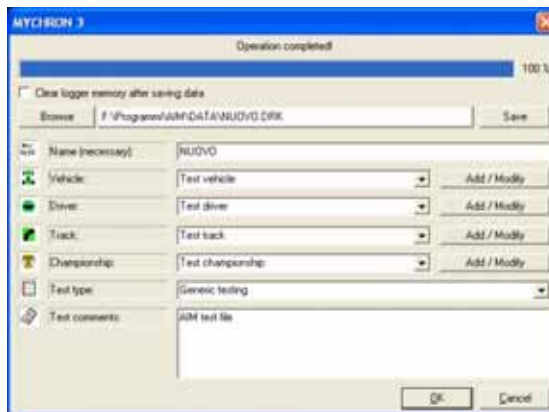 MYCHRON 3
Operation completed!
100 %
Clear logger memory after saving data
Browse F:\Programmi\AIM\DATA\NUOVO.DRK Save
Name (necessary): NUOVO
Vehicle: Test vehicle Add / Modify
Driver: Test driver Add / Modify
Track: Test track Add / Modify
Championship: Test championship Add / Modify
Test type: Generic testing
Test comments: AIM test file
OK Cancel